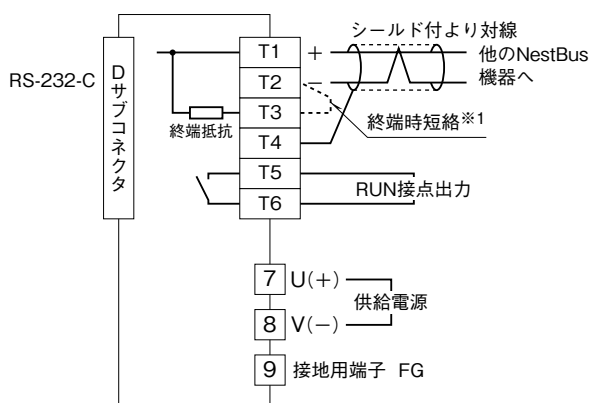 シールド付より対線
T1
+
他のNestBus
機器へ
RS-232-C
Dサブコネクタ
T2
−
T3
終端抵抗
終端時短絡※1
T4
T5
RUN接点出力
T6
7 U(+)
供給電源
8 V(−)
9 接地用端子 FG